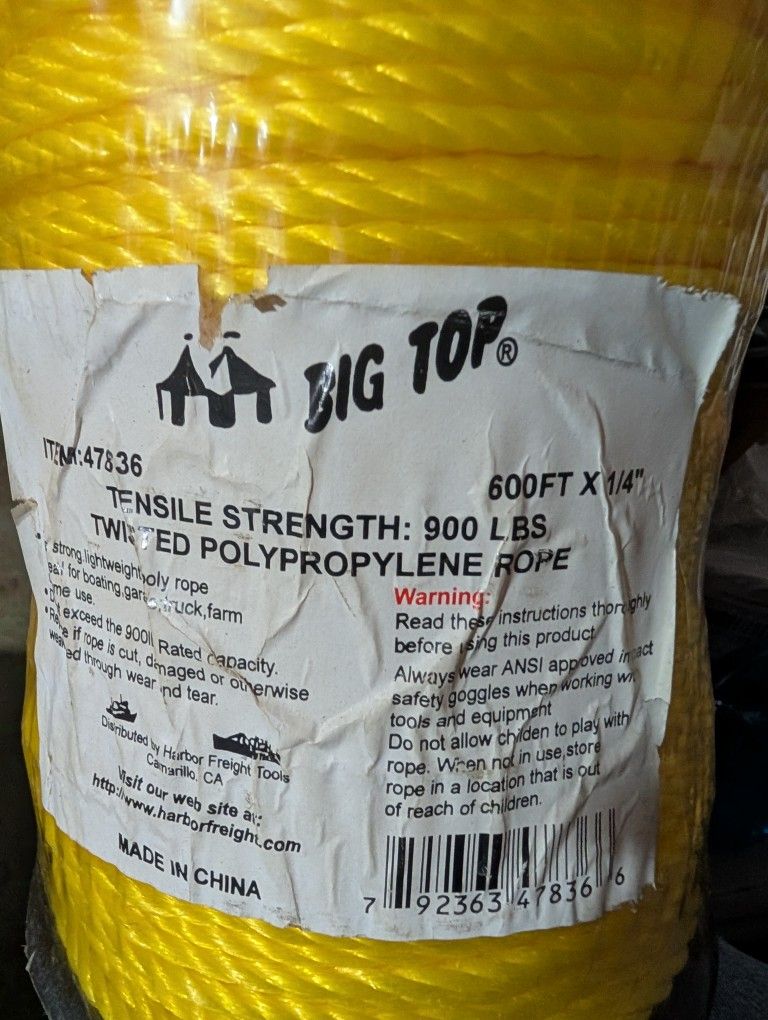 BIG TOP®
ITEM:47836
600FT X 1/4"
TENSILE STRENGTH: 900 LBS
TWISTED POLYPROPYLENE ROPE
strong,lightweight poly rope
for boating, truck,farm
use.
exceed the 900 Rated capacity.
if rope is cut, damaged or otherwise
through wear and tear.
Distributed by Harbor Freight Tools
Camarillo, CA
Visit our web site at:
http://www.harborfreight.com
MADE IN CHINA
Warning:
Read these instructions thoroughly
before using this product
Always wear ANSI approved impact
safety goggles when working
tools and equipment
Do not allow childen to play with
rope. When not in use,store
rope in a location that is out
of reach of children.
7 92363 47836 6